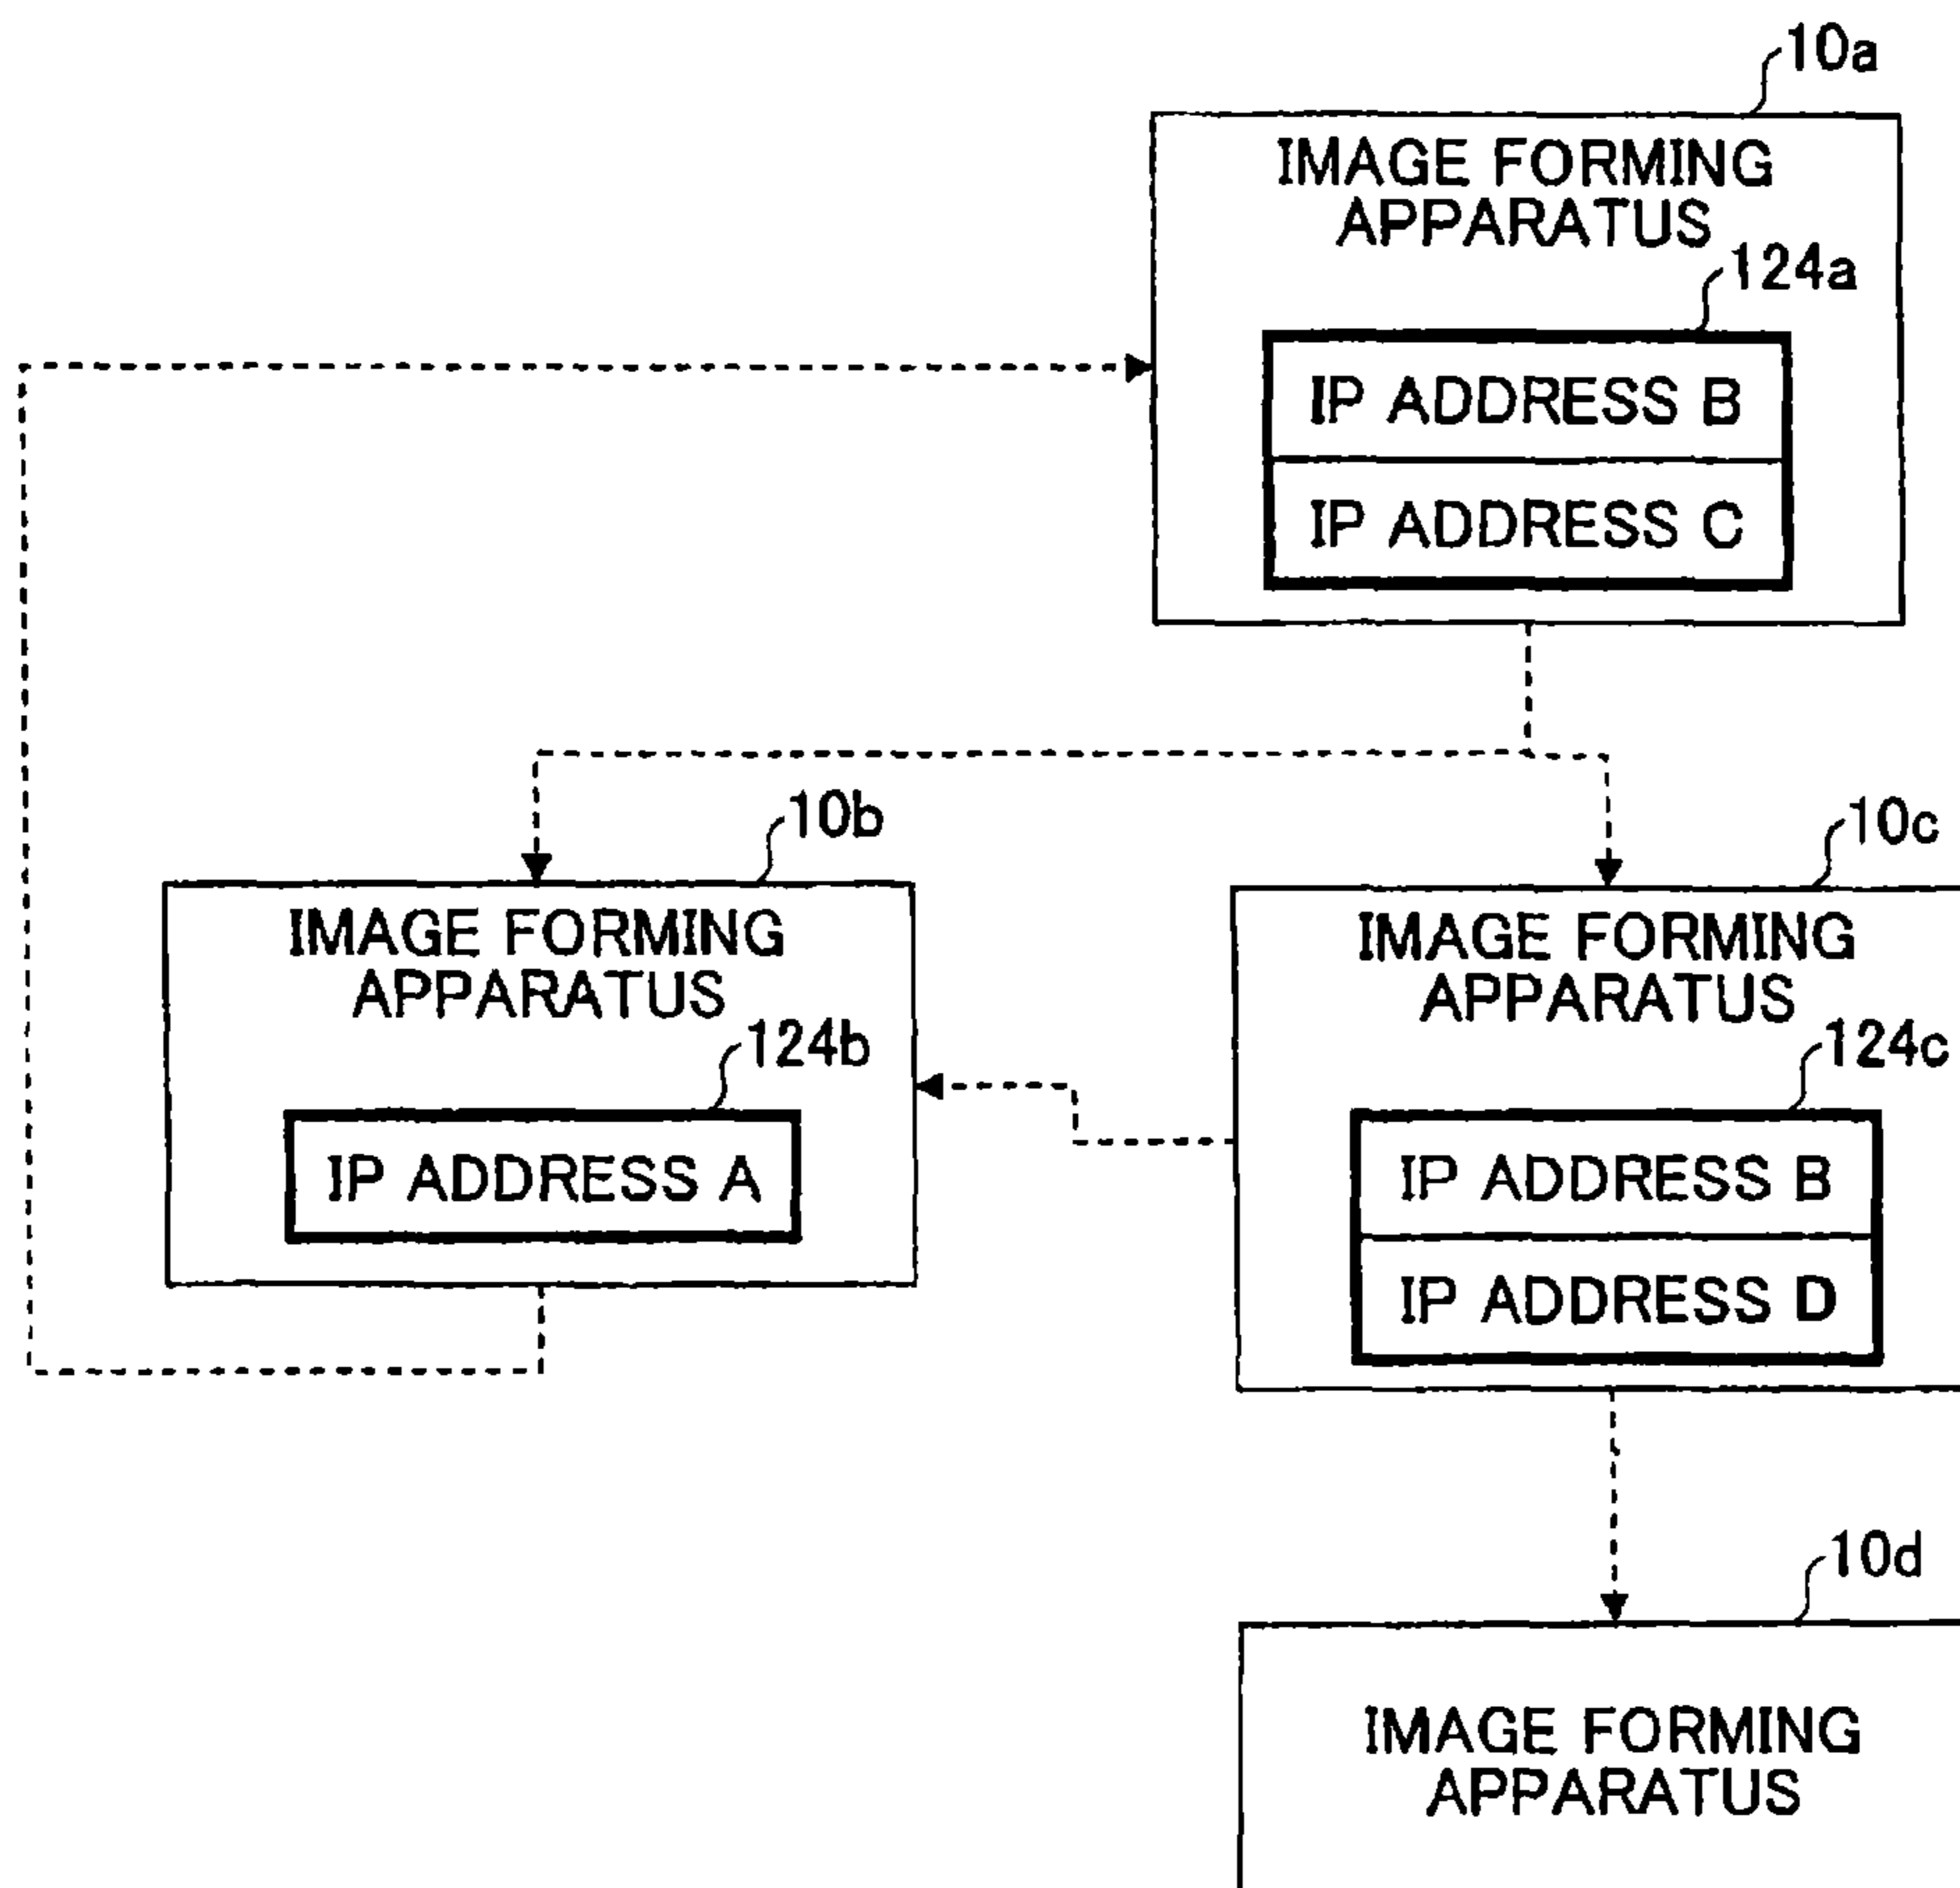 10a
IMAGE FORMING
APPARATUS
124a
IP ADDRESS B
IP ADDRESS C
10b
IMAGE FORMING
APPARATUS
124b
IP ADDRESS A
10c
IMAGE FORMING
APPARATUS
124c
IP ADDRESS B
IP ADDRESS D
10d
IMAGE FORMING
APPARATUS